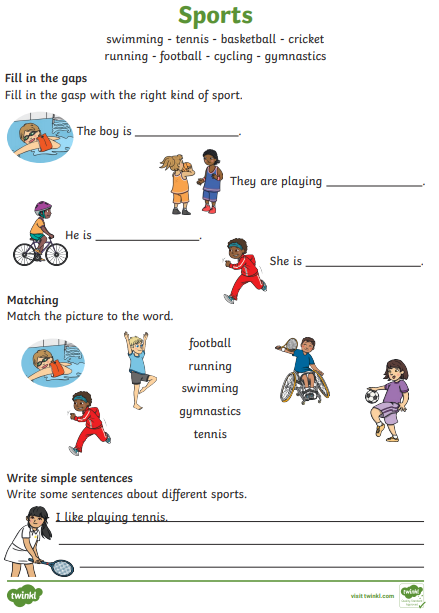 Sports
swimming - tennis - basketball - cricket
running - football - cycling - gymnastics
Fill in the gaps
Fill in the gasp with the right kind of sport.
The boy is _______________.
They are playing _______________.
He is _______________.
She is _______________.
Matching
Match the picture to the word.
football
running
swimming
gymnastics
tennis
Write simple sentences
Write some sentences about different sports.
I like playing tennis.
twinkl
visit twinkl.com
twinkl